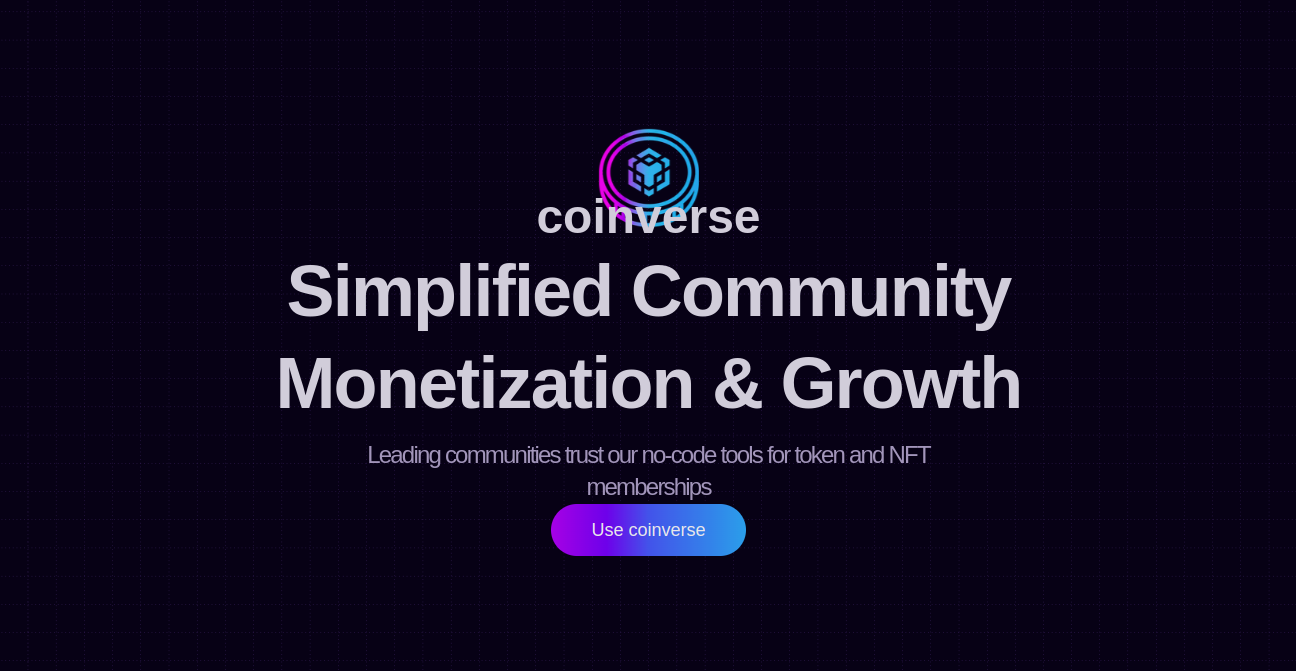 coinverse
Simplified Community
Monetization & Growth
Leading communities trust our no-code tools for token and NFT
memberships
Use coinverse